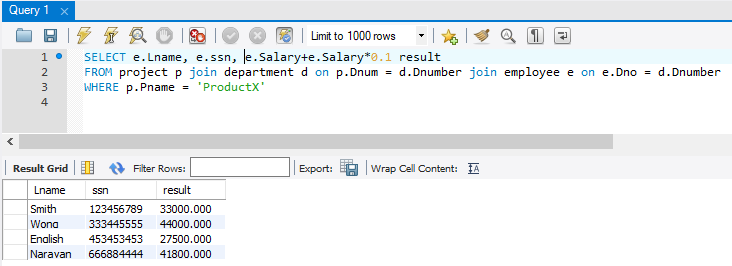 Query 1
Limit to 1000 rows
1 SELECT e.Lname, e.ssn, e.Salary+e.Salary*0.1 result
2 FROM project p join department d on p.Dnum = d.Dnumber join employee e on e.Dno = d.Dnumber
3 WHERE p.Pname = 'ProductX'
4
Result Grid Filter Rows: Export: Wrap Cell Content: IA
Lname ssn result
Smith 123456789 33000.000
Wong 333445555 44000.000
English 453453453 27500.000
Narayan 666884444 41800.000